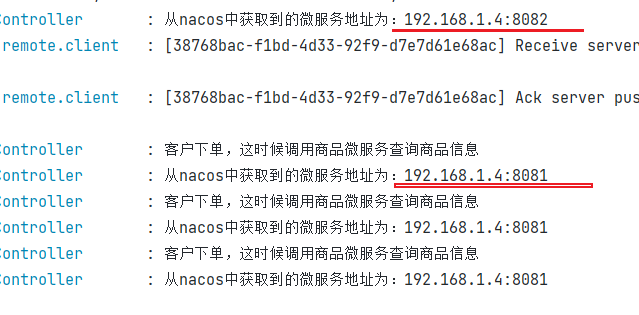 Controller : 从nacos中获取到的微服务地址为：192.168.1.4:8082
remote.client : [38768bac-f1bd-4d33-92f9-d7e7d61e68ac] Receive server
remote.client : [38768bac-f1bd-4d33-92f9-d7e7d61e68ac] Ack server pus
Controller : 客户下单，这时候调用商品微服务查询商品信息
Controller : 从nacos中获取到的微服务地址为：192.168.1.4:8081
Controller : 客户下单，这时候调用商品微服务查询商品信息
Controller : 从nacos中获取到的微服务地址为：192.168.1.4:8081
Controller : 客户下单，这时候调用商品微服务查询商品信息
Controller : 从nacos中获取到的微服务地址为：192.168.1.4:8081